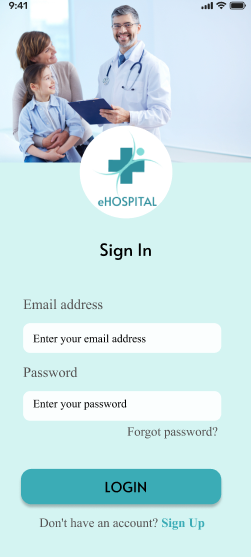 9:41
eHOSPITAL
Sign In
Email address
Enter your email address
Password
Enter your password
Forgot password?
LOGIN
Don't have an account? Sign Up